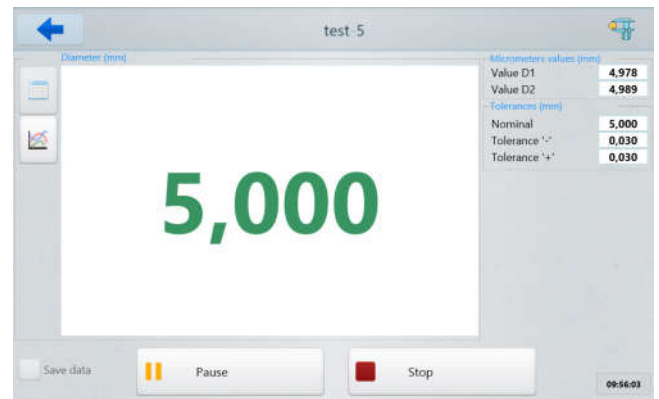 test-5
Diameter (mm)
5,000
Micrometers values (mm)
Value D1 4,978
Value D2 4,989
Tolerances (mm)
Nominal 5,000
Tolerance '-' 0,030
Tolerance '+' 0,030
Save data
Pause
Stop
09:56:03